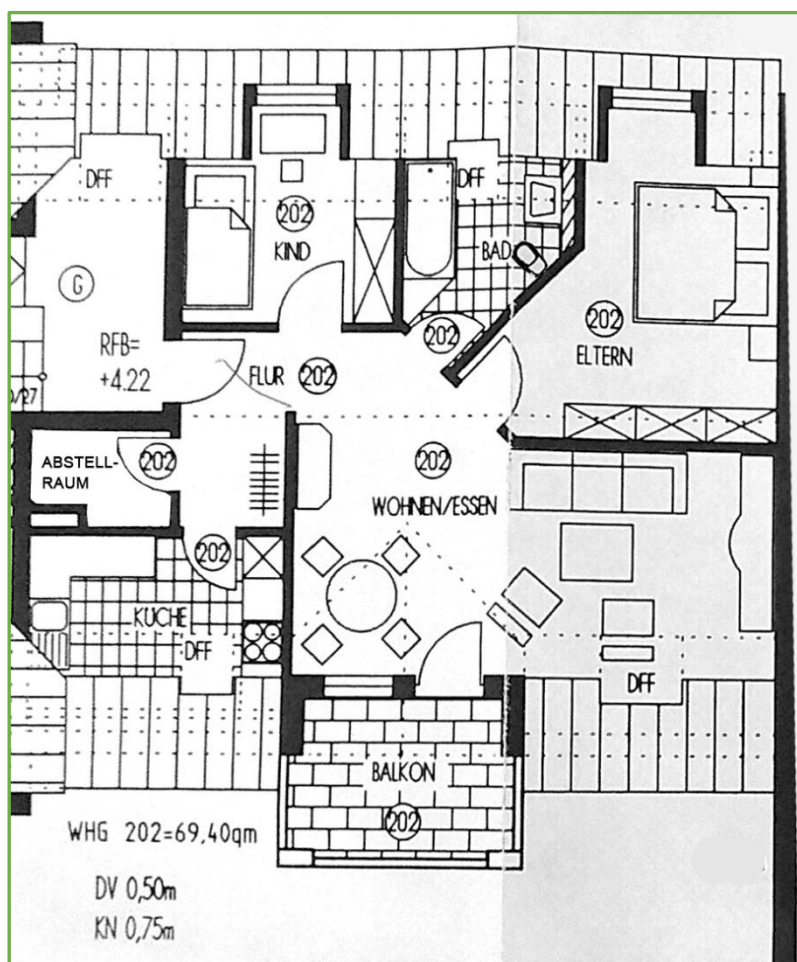 DFF
202
KIND
DFF
BAD
G
202
202
ELTERN
RFB=
+4.22
FLUR
202
ABSTELL-
RAUM
202
202
WOHNEN/ESSEN
202
KÜCHE
DFF
DFF
BALKON
202
WHG 202=69,40qm
DV 0,50m
KN 0,75m